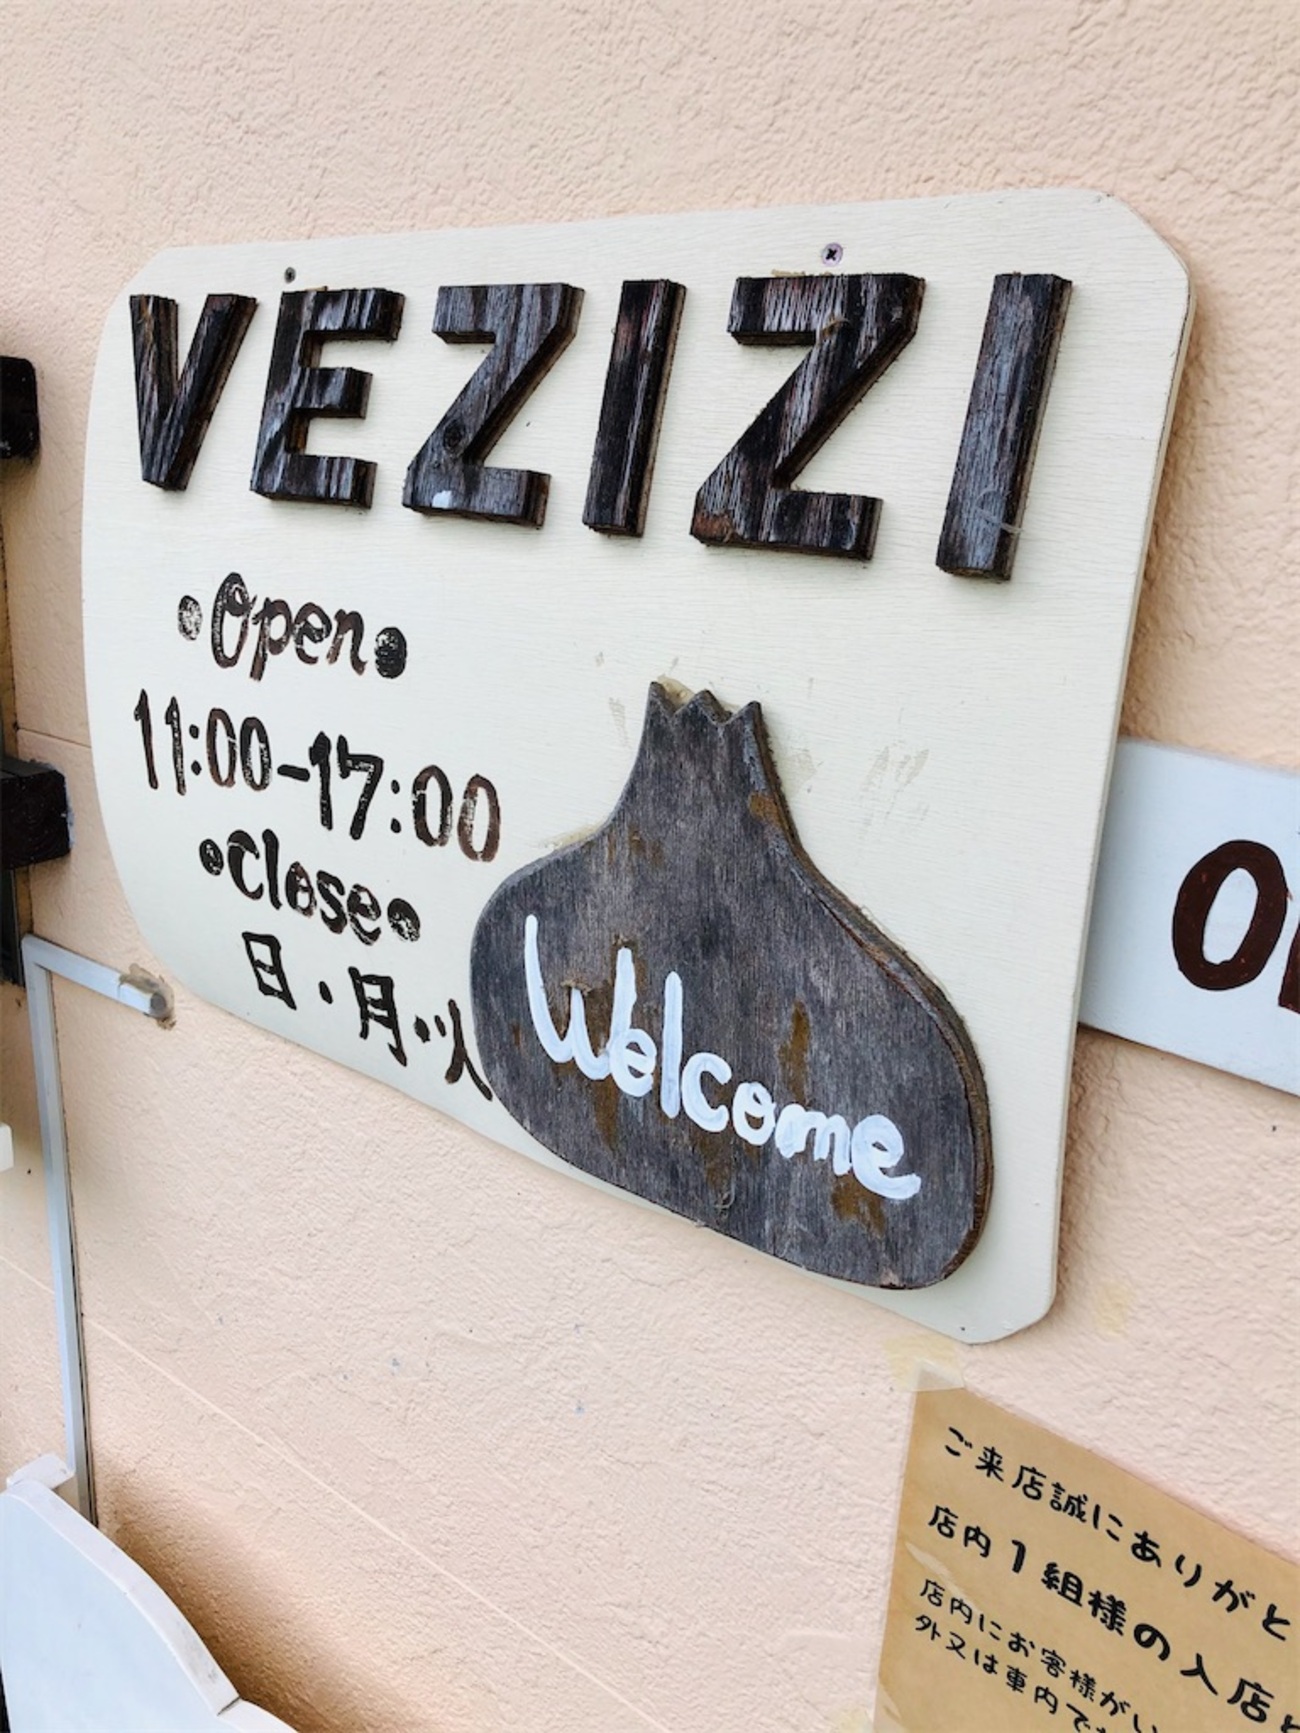 VEZIZI
•Open•
11:00-17:00
•Close•
日・月・火
Welcome
ご来店誠にありがと
店内1組様の入店
店内にお客様がい
外又は車内で